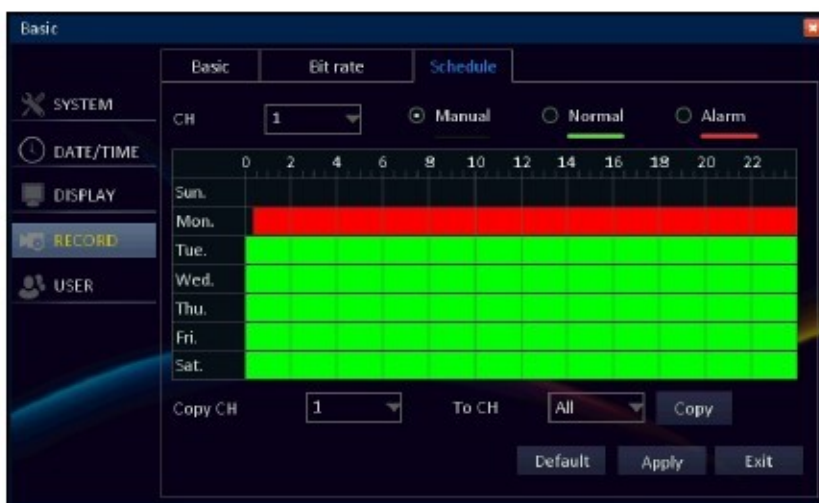 Basic
Basic Bit rate Schedule
SYSTEM
DATE/TIME
DISPLAY
RECORD
USER
CH 1 Manual Normal Alarm
0 2 4 6 8 10 12 14 16 18 20 22
Sun.
Mon.
Tue.
Wed.
Thu.
Fri.
Sat.
Copy CH 1 To CH All Copy
Default Apply Exit